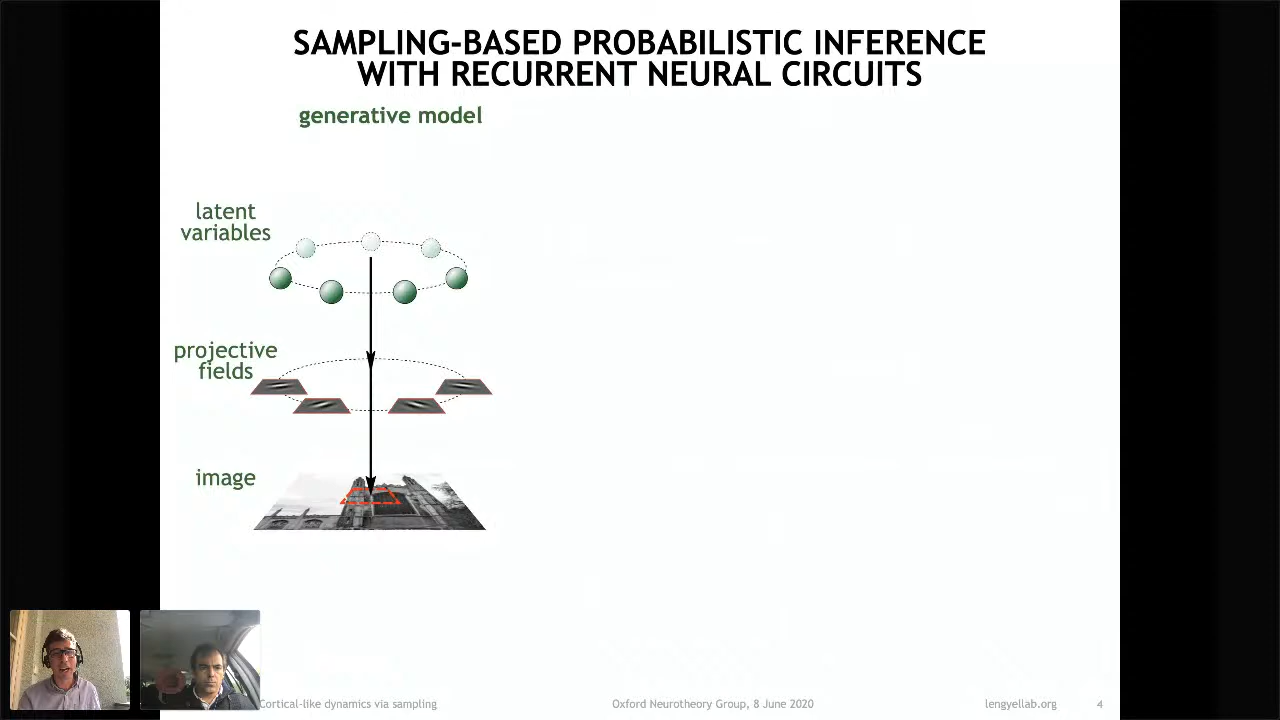 SAMPLING-BASED PROBABILISTIC INFERENCE
WITH RECURRENT NEURAL CIRCUITS
generative model
latent
variables
projective
fields
image
Cortical-like dynamics via sampling
Oxford Neurotheory Group, 8 June 2020
lengyellab.org
4